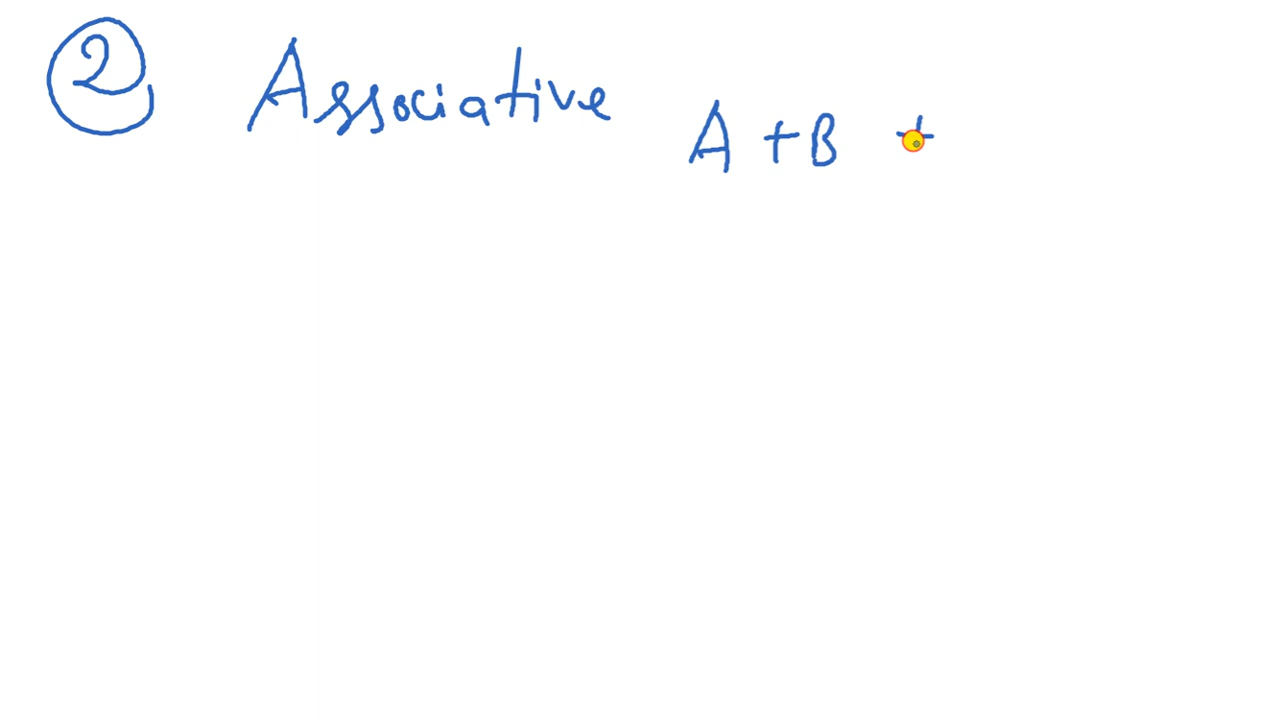 ② Associative
A + B +